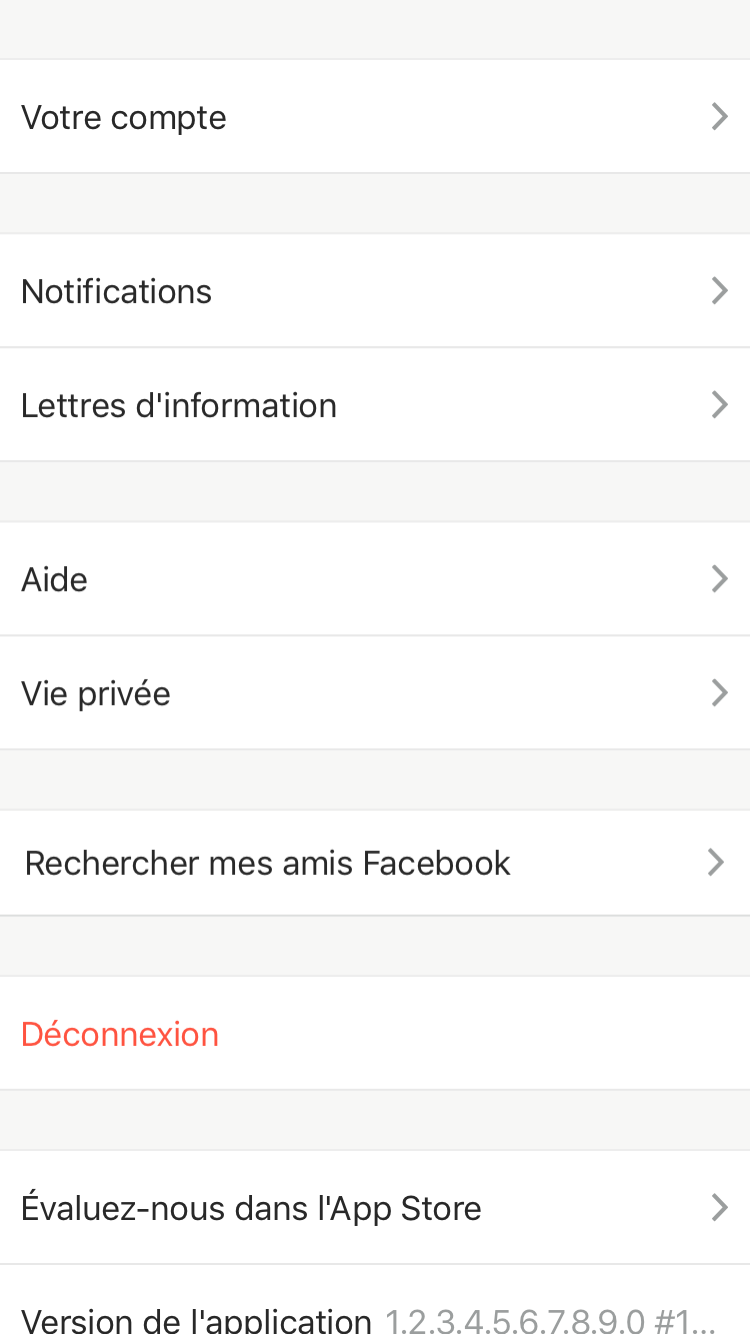 Votre compte
Notifications
Lettres d'information
Aide
Vie privée
Rechercher mes amis Facebook
Déconnexion
Évaluez-nous dans l'App Store
Version de l'application 1.2.3.4.5.6.7.8.9.0 #1...